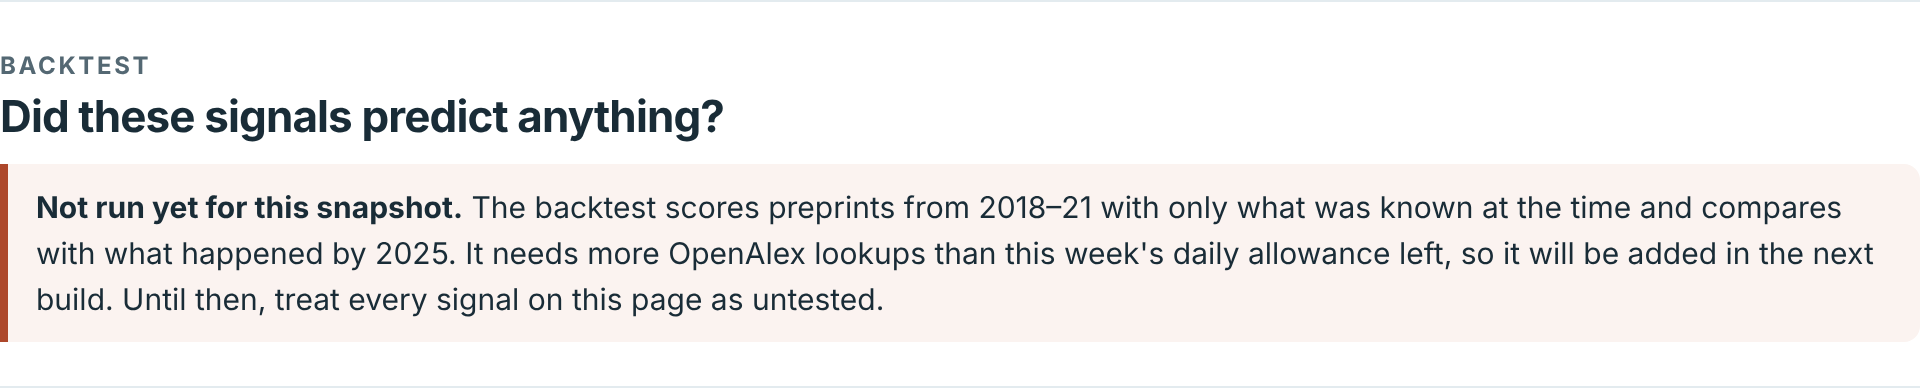 BACKTEST
Did these signals predict anything?
Not run yet for this snapshot. The backtest scores preprints from 2018–21 with only what was known at the time and compares
with what happened by 2025. It needs more OpenAlex lookups than this week's daily allowance left, so it will be added in the next
build. Until then, treat every signal on this page as untested.